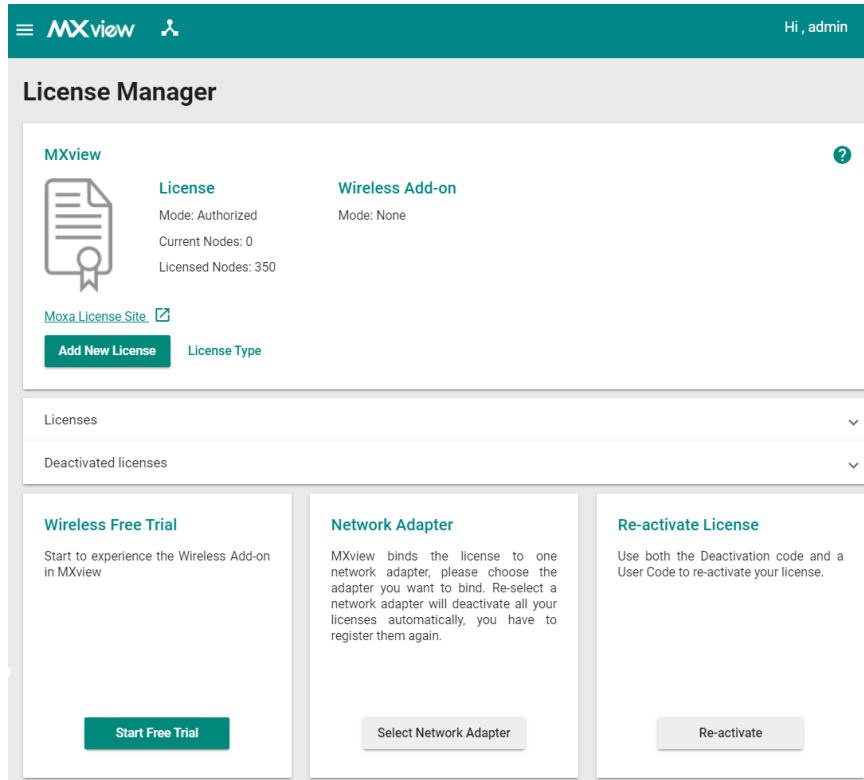 MXview
Hi , admin
License Manager
MXview
?
License
Mode: Authorized
Current Nodes: 0
Licensed Nodes: 350
Wireless Add-on
Mode: None
Moxa License Site
Add New License
License Type
Licenses
Deactivated licenses
Wireless Free Trial
Start to experience the Wireless Add-on
in MXview
Start Free Trial
Network Adapter
MXview binds the license to one
network adapter, please choose the
adapter you want to bind. Re-select a
network adapter will deactivate all your
licenses automatically, you have to
register them again.
Select Network Adapter
Re-activate License
Use both the Deactivation code and a
User Code to re-activate your license.
Re-activate